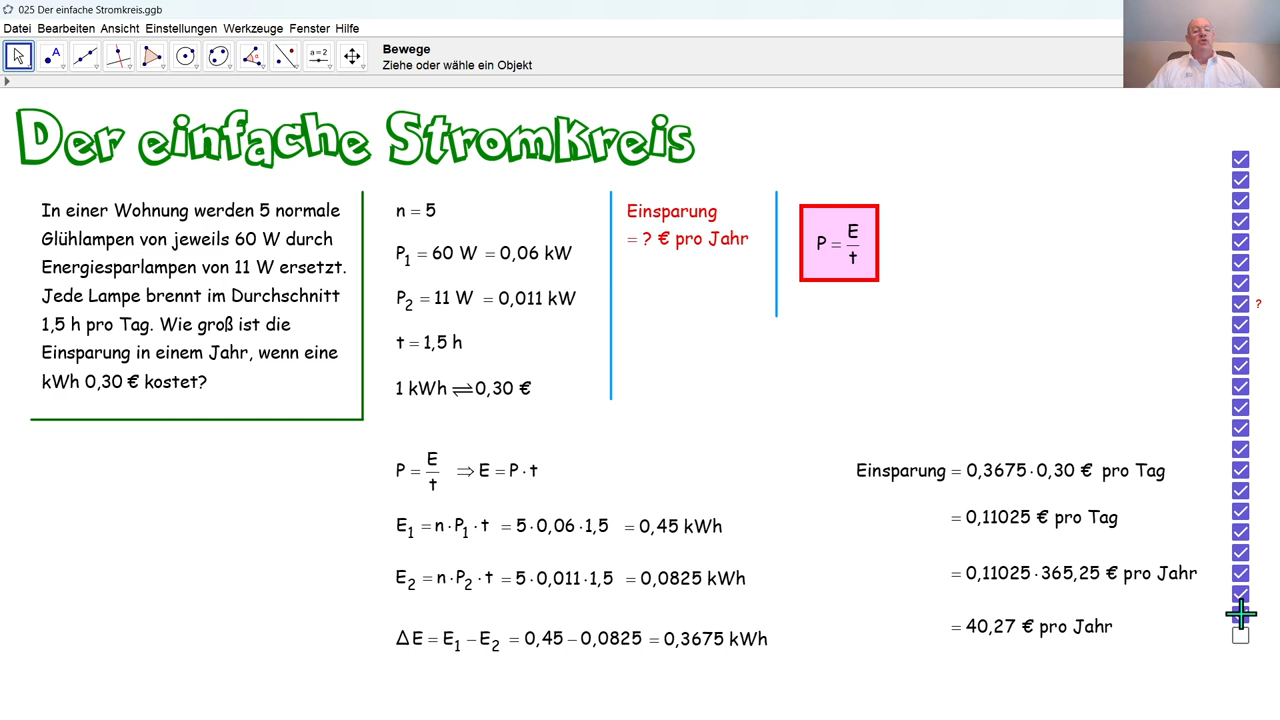 025 Der einfache Stromkreis.ggb
Datei Bearbeiten Ansicht Einstellungen Werkzeuge Fenster Hilfe
A
a=2
Bewege
Ziehe oder wähle ein Objekt
Der einfache Stromkreis
In einer Wohnung werden 5 normale
Glühlampen von jeweils 60 W durch
Energiesparlampen von 11 W ersetzt.
Jede Lampe brennt im Durchschnitt
1,5 h pro Tag. Wie groß ist die
Einsparung in einem Jahr, wenn eine
kWh 0,30 € kostet?
n = 5
P₁ = 60 W = 0,06 kW
P₂ = 11 W = 0,011 kW
t = 1,5 h
1 kWh ⇌ 0,30 €
Einsparung
= ? € pro Jahr
P = E/t
?
P = E/t ⇒ E = P · t
E₁ = n · P₁ · t = 5 · 0,06 · 1,5 = 0,45 kWh
E₂ = n · P₂ · t = 5 · 0,011 · 1,5 = 0,0825 kWh
Δ E = E₁ − E₂ = 0,45 − 0,0825 = 0,3675 kWh
Einsparung = 0,3675 · 0,30 € pro Tag
= 0,11025 € pro Tag
= 0,11025 · 365,25 € pro Jahr
= 40,27 € pro Jahr